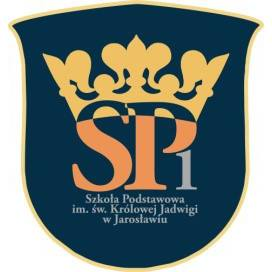 SP1
Szkoła Podstawowa
im. św. Królowej Jadwigi
w Jarosławiu